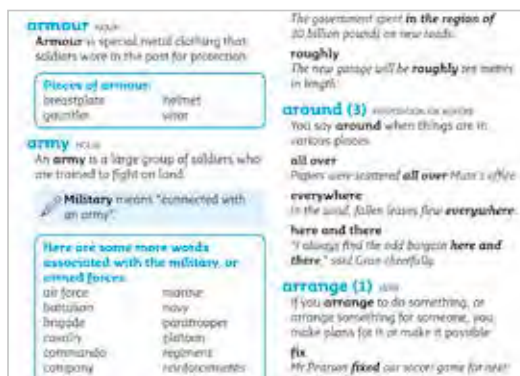 armour NOUN
Armour is special metal clothing that
soldiers wore in the past for protection.
Pieces of armour:
breastplate helmet
gauntlet visor
army NOUN
An army is a large group of soldiers who
are trained to fight on land.
Military means "connected with
an army".
Here are some more words
associated with the military, or
armed forces:
air force marine
battalion navy
brigade paratrooper
cavalry platoon
commando regiment
company reinforcements
The government spent in the region of
30 billion pounds on new roads.
roughly
The new garage will be roughly ten metres
in length.
around (3) PREPOSITION OR ADVERB
You say around when things are in
various places.
all over
Papers were scattered all over Mum's office.
everywhere
In the wind, fallen leaves flew everywhere.
here and there
"I always find the odd bargain here and
there," said Gran cheerfully.
arrange (1) VERB
If you arrange to do something, or
arrange something for someone, you
make plans for it or make it possible.
fix
Mr Pearson fixed our soccer game for next